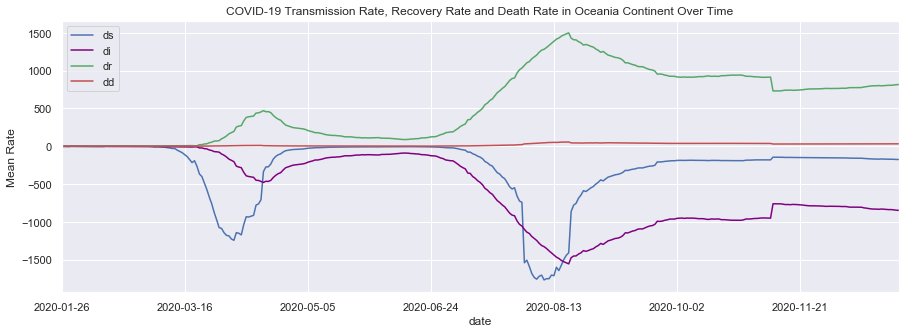 COVID-19 Transmission Rate, Recovery Rate and Death Rate in Oceania Continent Over Time
ds
di
dr
dd
1500
1000
500
0
−500
−1000
−1500
Mean Rate
2020-01-26
2020-03-16
2020-05-05
2020-06-24
2020-08-13
2020-10-02
2020-11-21
date